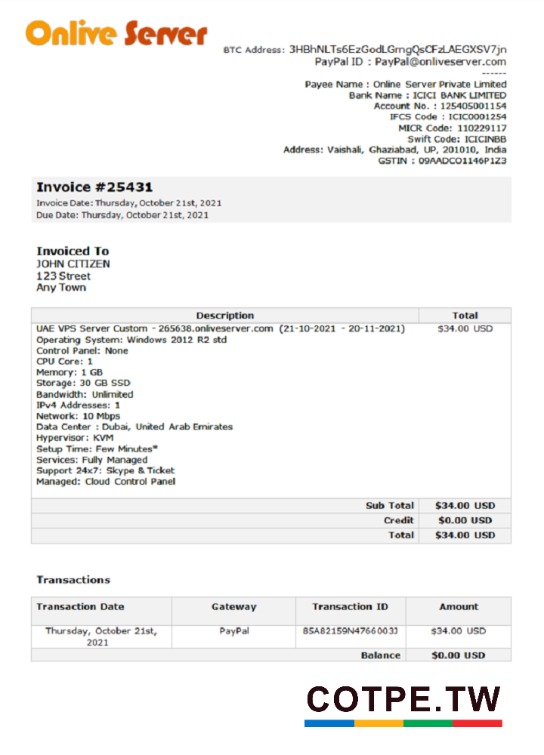 Onlive Server
BTC Address: 3HBhNLTs6EzGodLGrngQsCFzLAEGXSV7jn
PayPal ID : PayPal@onliveserver.com
------
Payee Name : Online Server Private Limited
Bank Name : ICICI BANK LIMITED
Account No. : 125405001154
IFCS Code : ICIC0001254
MICR Code: 110229117
Swift Code: ICICINBB
Address: Vaishali, Ghaziabad, UP, 201010, India
GSTIN : 09AADCO1146P1Z3
Invoice #25431
Invoice Date: Thursday, October 21st, 2021
Due Date: Thursday, October 21st, 2021
Invoiced To
JOHN CITIZEN
123 Street
Any Town
Description Total
UAE VPS Server Custom - 265638.onliveserver.com (21-10-2021 - 20-11-2021) $34.00 USD
Operating System: Windows 2012 R2 std
Control Panel: None
CPU Core: 1
Memory: 1 GB
Storage: 30 GB SSD
Bandwidth: Unlimited
IPv4 Addresses: 1
Network: 10 Mbps
Data Center : Dubai, United Arab Emirates
Hypervisor: KVM
Setup Time: Few Minutes*
Services: Fully Managed
Support 24x7: Skype & Ticket
Managed: Cloud Control Panel
Sub Total $34.00 USD
Credit $0.00 USD
Total $34.00 USD
Transactions
Transaction Date Gateway Transaction ID Amount
Thursday, October 21st, PayPal 85A82159N4766003J $34.00 USD
2021
Balance $0.00 USD
COTPE.TW